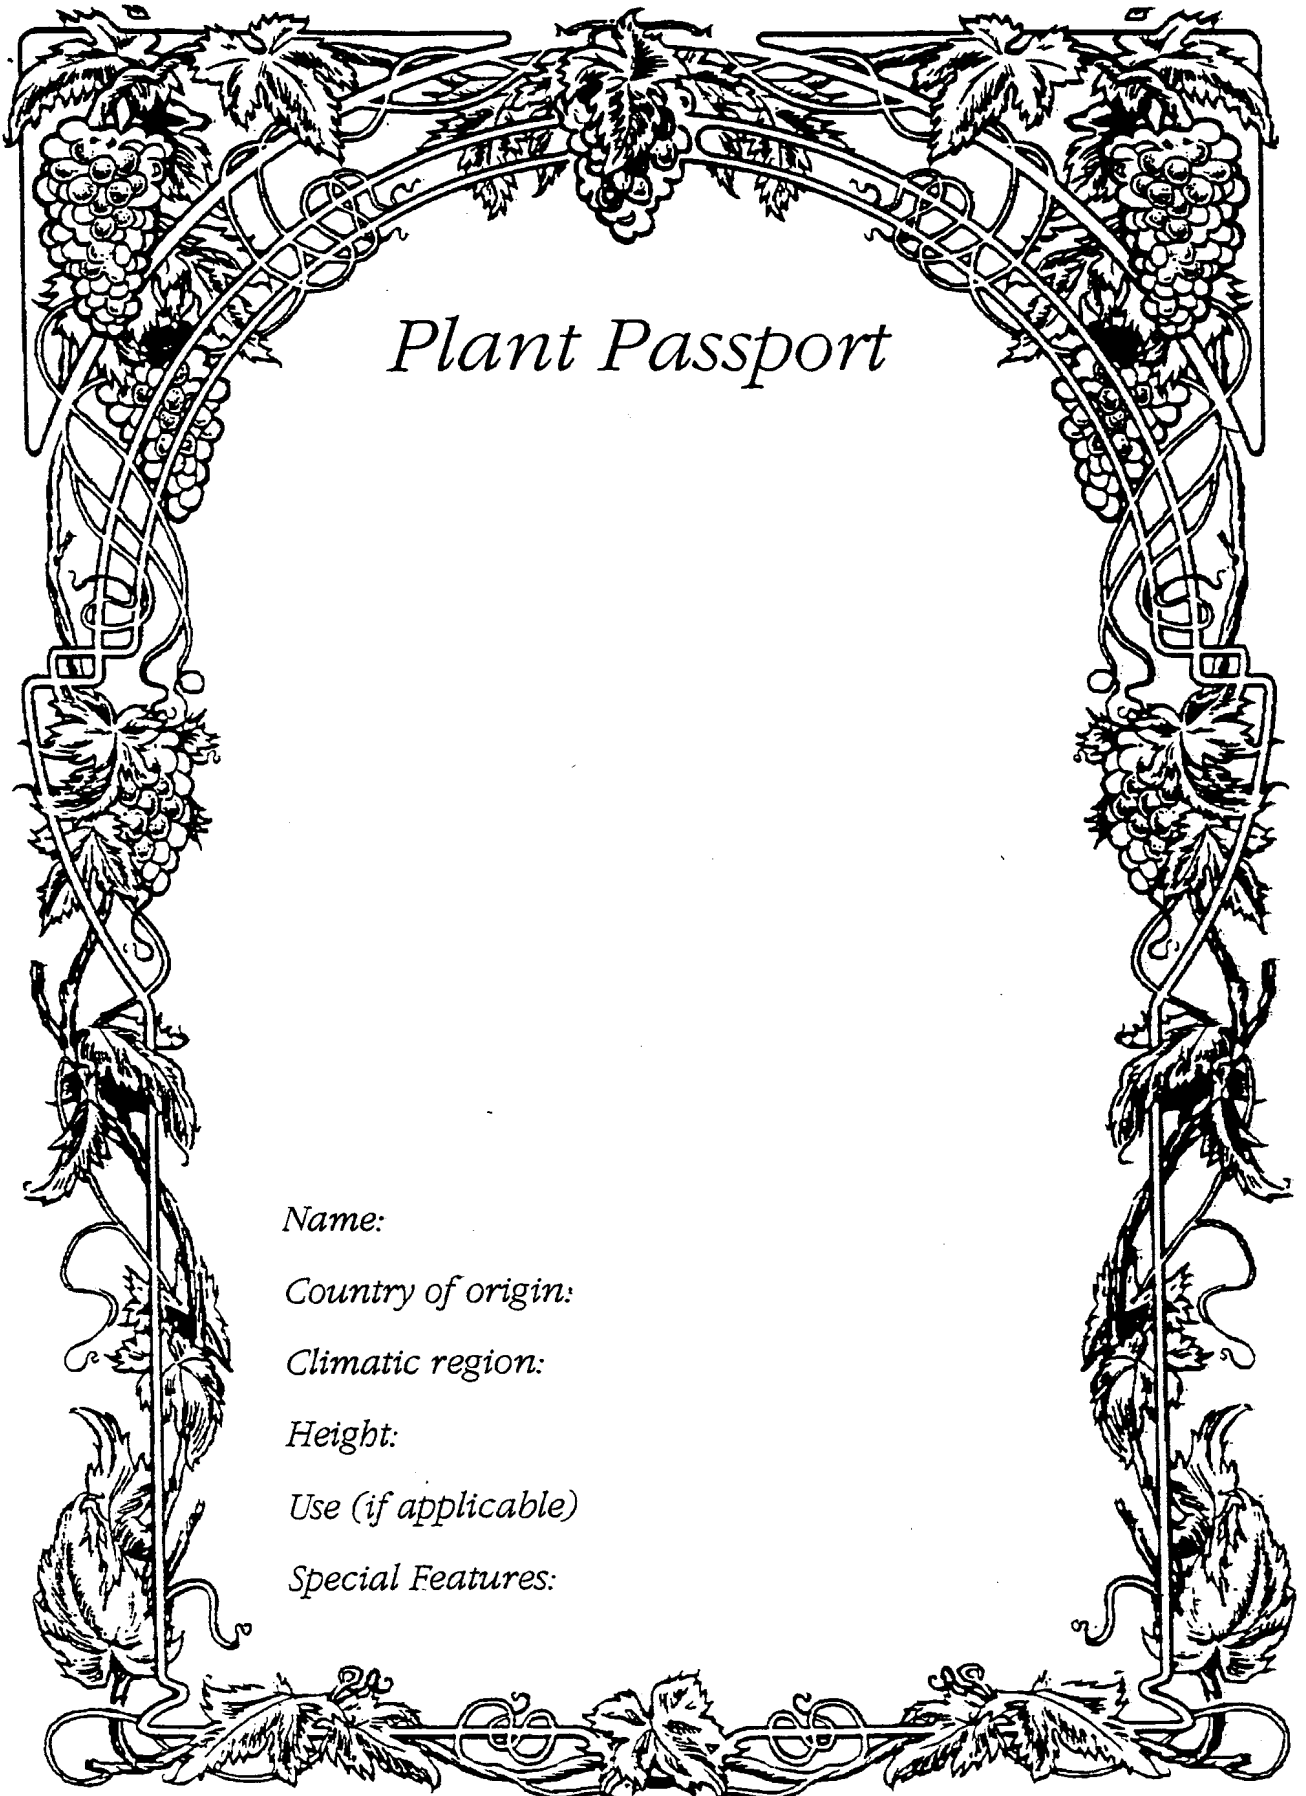 Plant Passport
Name:
Country of origin:
Climatic region:
Height:
Use (if applicable)
Special Features: